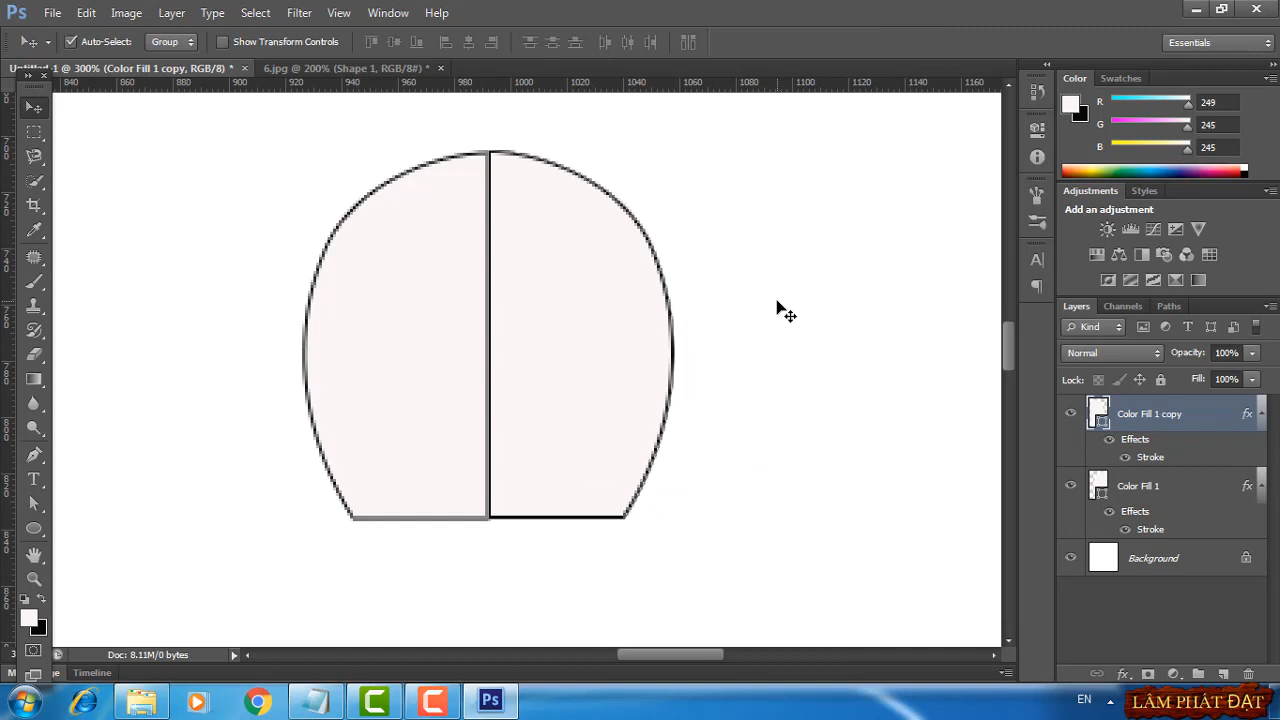 Ps File Edit Image Layer Type Select Filter View Window Help
Auto-Select: Group Show Transform Controls Essentials
Untitled-1 @ 300% (Color Fill 1 copy, RGB/8) * × 6.jpg @ 200% (Shape 1, RGB/8#) * ×
840 860 880 900 920 940 960 980 1000 1020 1040 1060 1080 1100 1120 1140 1160
Color Swatches
R 249
G 245
B 245
Adjustments Styles
Add an adjustment
Layers Channels Paths
Kind
Normal Opacity: 100%
Lock: Fill: 100%
Color Fill 1 copy fx
Effects
Stroke
Color Fill 1 fx
Effects
Stroke
Background
Doc: 8.11M/0 bytes
Timeline
EN
LÂM PHÁT ĐẠT